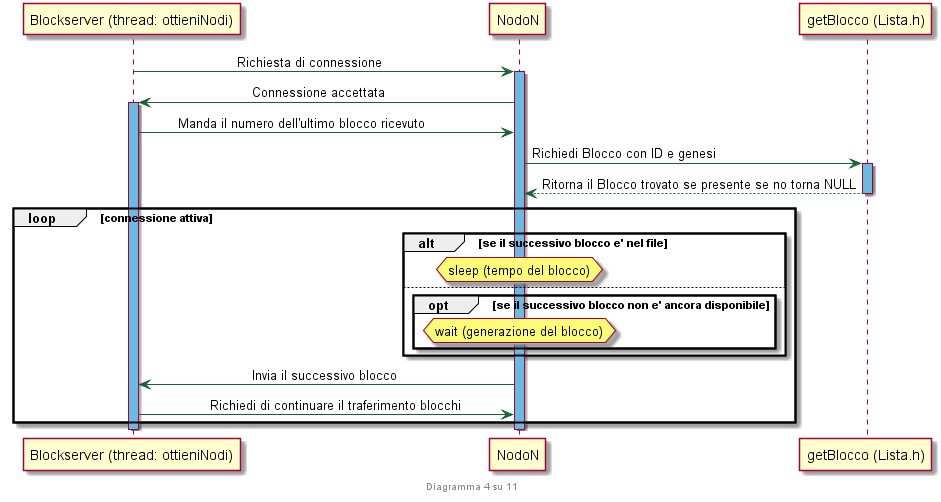 Blockserver (thread: ottieniNodi)
NodoN
getBlocco (Lista.h)
Richiesta di connessione
Connessione accettata
Manda il numero dell'ultimo blocco ricevuto
Richiedi Blocco con ID e genesi
Ritorna il Blocco trovato se presente se no torna NULL
loop [connessione attiva]
alt [se il successivo blocco e' nel file]
sleep (tempo del blocco)
opt [se il successivo blocco non e' ancora disponibile]
wait (generazione del blocco)
Invia il successivo blocco
Richiedi di continuare il traferimento blocchi
Blockserver (thread: ottieniNodi)
NodoN
getBlocco (Lista.h)
Diagramma 4 su 11